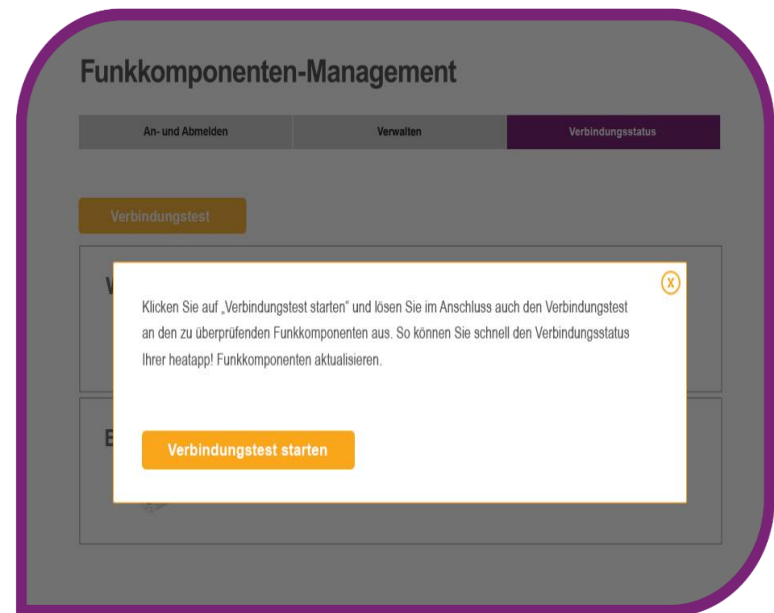 Funkkomponenten-Management
An- und Abmelden Verwalten Verbindungsstatus
Verbindungstest
X
Klicken Sie auf „Verbindungstest starten“ und lösen Sie im Anschluss auch den Verbindungstest
an den zu überprüfenden Funkkomponenten aus. So können Sie schnell den Verbindungsstatus
Ihrer heatapp! Funkkomponenten aktualisieren.
Verbindungstest starten